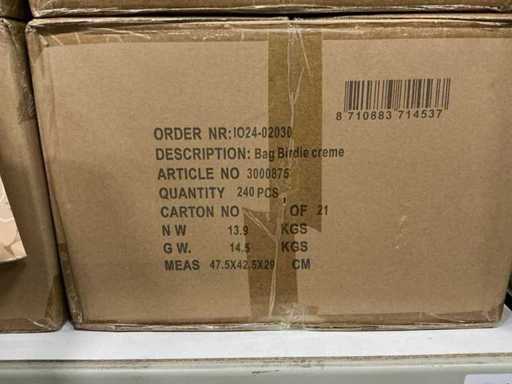 8 710883 714537
ORDER NR: IO24-02030
DESCRIPTION: Bag Birdie creme
ARTICLE NO 3000875
QUANTITY 240 PCS
CARTON NO OF 21
N W 13.9 KGS
G W. 14.5 KGS
MEAS 47.5X42.5X29 CM